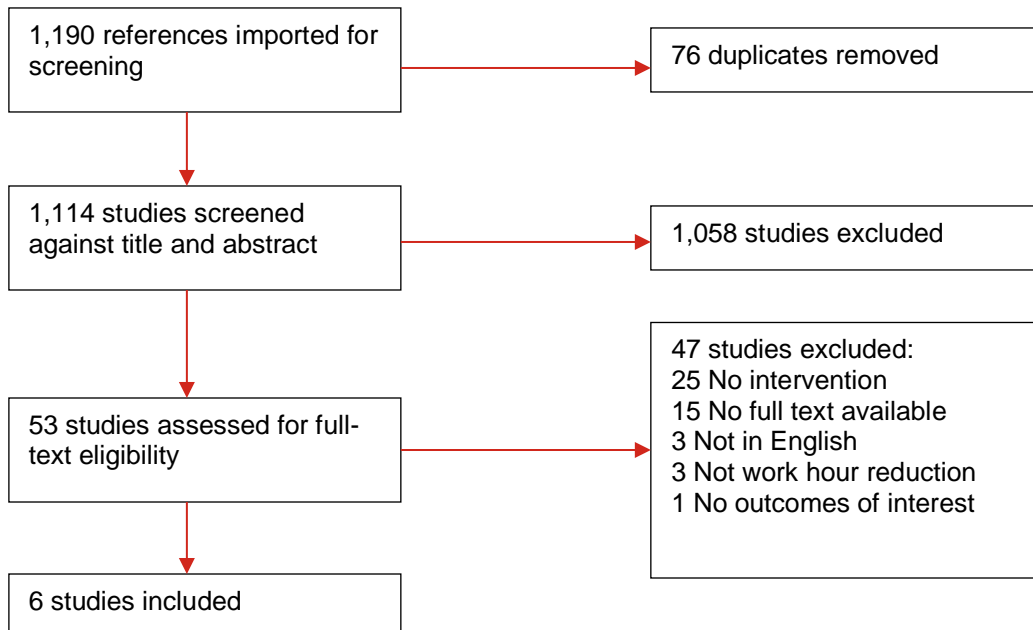 1,190 references imported for
screening
76 duplicates removed
1,114 studies screened
against title and abstract
1,058 studies excluded
53 studies assessed for full-
text eligibility
47 studies excluded:
25 No intervention
15 No full text available
3 Not in English
3 Not work hour reduction
1 No outcomes of interest
6 studies included